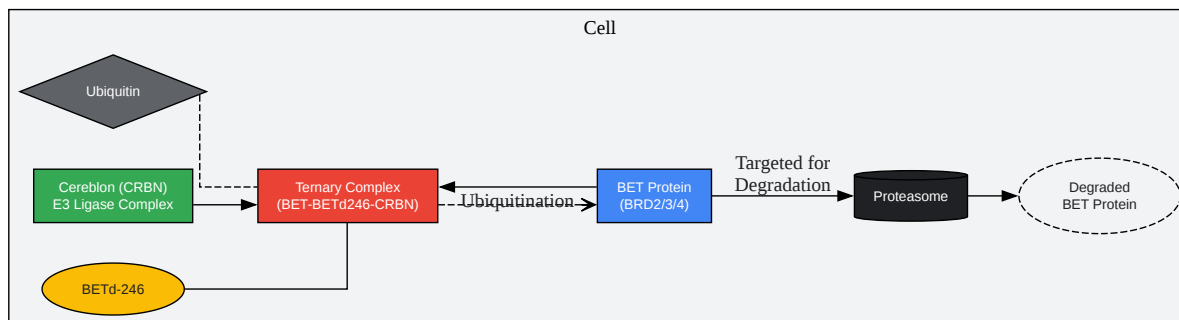 Cell
Ubiquitin
Cereblon (CRBN)
E3 Ligase Complex
Ternary Complex
(BET-BETd246-CRBN)
Ubiquitination
BET Protein
(BRD2/3/4)
Targeted for
Degradation
Proteasome
Degraded
BET Protein
BETd-246